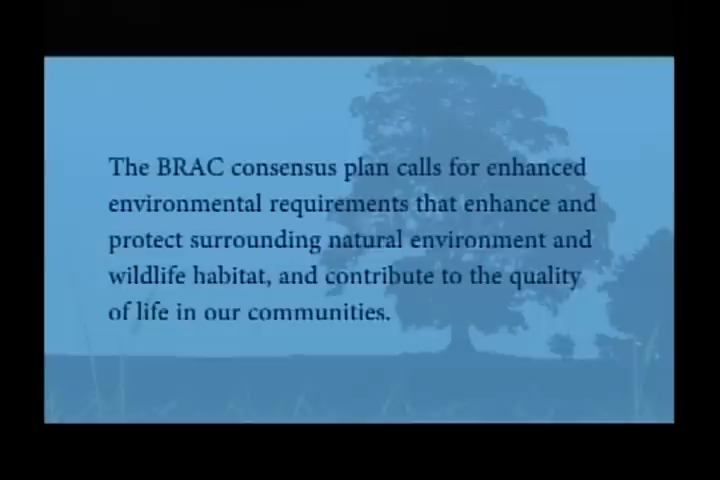 The BRAC consensus plan calls for enhanced
environmental requirements that enhance and
protect surrounding natural environment and
wildlife habitat, and contribute to the quality
of life in our communities.